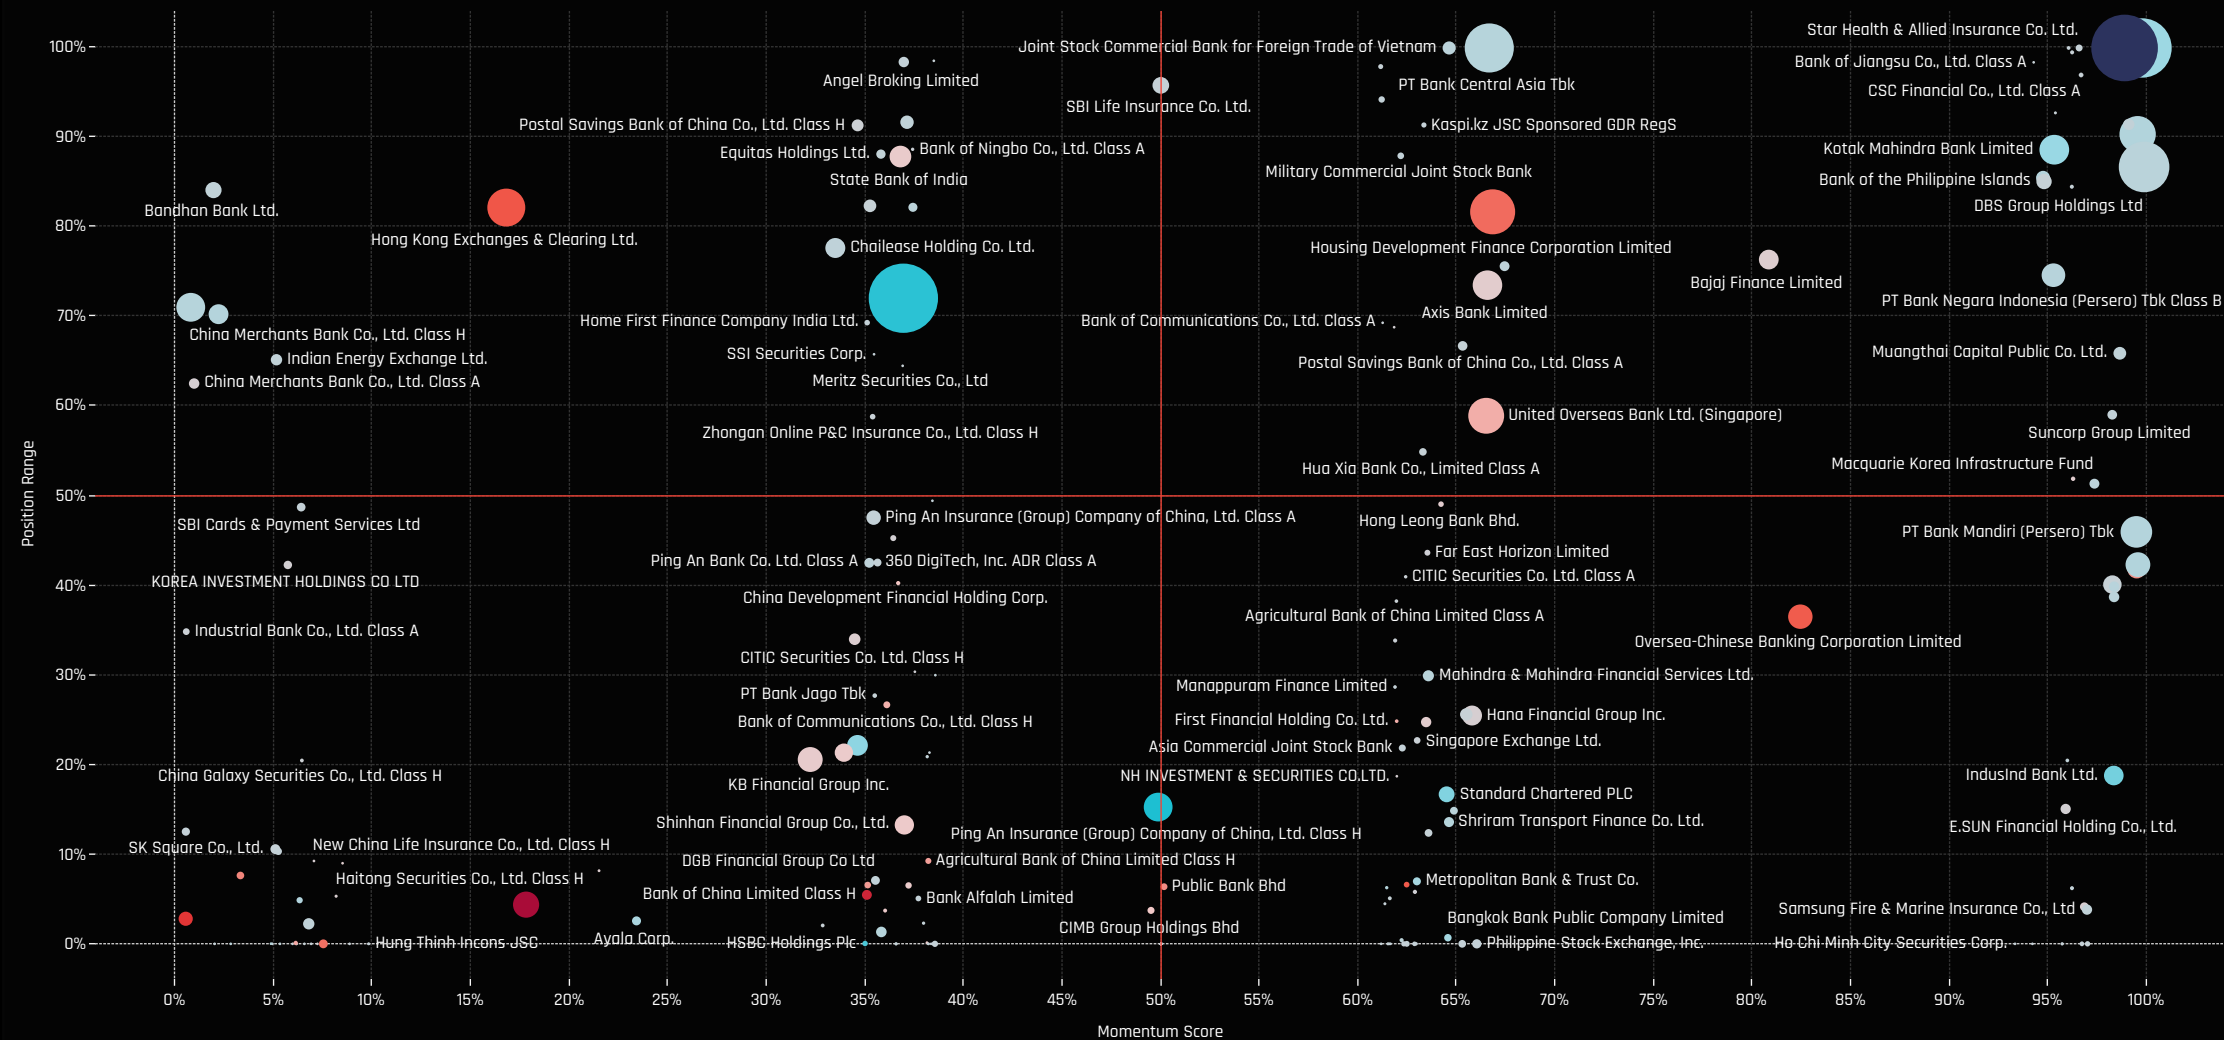 Star Health & Allied Insurance Co. Ltd.
100%
Joint Stock Commercial Bank for Foreign Trade of Vietnam
Bank of Jiangsu Co., Ltd. Class A
Angel Broking Limited
PT Bank Central Asia Tbk
CSC Financial Co., Ltd. Class A
SBI Life Insurance Co. Ltd.
Postal Savings Bank of China Co., Ltd. Class H
Kaspi.kz JSC Sponsored GDR RegS
90%
Equitas Holdings Ltd.
Bank of Ningbo Co., Ltd. Class A
Kotak Mahindra Bank Limited
State Bank of India
Military Commercial Joint Stock Bank
Bank of the Philippine Islands
Bandhan Bank Ltd.
DBS Group Holdings Ltd
80%
Hong Kong Exchanges & Clearing Ltd.
Chailease Holding Co. Ltd.
Housing Development Finance Corporation Limited
Bajaj Finance Limited
PT Bank Negara Indonesia (Persero) Tbk Class B
70%
Home First Finance Company India Ltd.
Bank of Communications Co., Ltd. Class A
Axis Bank Limited
China Merchants Bank Co., Ltd. Class H
Indian Energy Exchange Ltd.
SSI Securities Corp.
Postal Savings Bank of China Co., Ltd. Class A
Muangthai Capital Public Co. Ltd.
China Merchants Bank Co., Ltd. Class A
Meritz Securities Co., Ltd
60%
United Overseas Bank Ltd. (Singapore)
Zhongan Online P&C Insurance Co., Ltd. Class H
Suncorp Group Limited
Hua Xia Bank Co., Limited Class A
Macquarie Korea Infrastructure Fund
Position Range
50%
SBI Cards & Payment Services Ltd
Ping An Insurance (Group) Company of China, Ltd. Class A
Hong Leong Bank Bhd.
PT Bank Mandiri (Persero) Tbk
Far East Horizon Limited
Ping An Bank Co. Ltd. Class A
360 DigiTech, Inc. ADR Class A
KOREA INVESTMENT HOLDINGS CO LTD
CITIC Securities Co. Ltd. Class A
40%
China Development Financial Holding Corp.
Agricultural Bank of China Limited Class A
Industrial Bank Co., Ltd. Class A
Oversea-Chinese Banking Corporation Limited
CITIC Securities Co. Ltd. Class H
30%
Mahindra & Mahindra Financial Services Ltd.
PT Bank Jago Tbk
Manappuram Finance Limited
Bank of Communications Co., Ltd. Class H
First Financial Holding Co. Ltd.
Hana Financial Group Inc.
Asia Commercial Joint Stock Bank
Singapore Exchange Ltd.
20%
China Galaxy Securities Co., Ltd. Class H
KB Financial Group Inc.
NH INVESTMENT & SECURITIES CO.LTD.
IndusInd Bank Ltd.
Standard Chartered PLC
Shinhan Financial Group Co., Ltd.
Ping An Insurance (Group) Company of China, Ltd. Class H
Shriram Transport Finance Co. Ltd.
E.SUN Financial Holding Co., Ltd.
SK Square Co., Ltd.
New China Life Insurance Co., Ltd. Class H
10%
DGB Financial Group Co Ltd
Agricultural Bank of China Limited Class H
Haitong Securities Co., Ltd. Class H
Bank of China Limited Class H
Bank Alfalah Limited
Public Bank Bhd
Metropolitan Bank & Trust Co.
Samsung Fire & Marine Insurance Co., Ltd
CIMB Group Holdings Bhd
Bangkok Bank Public Company Limited
0%
Hung Thinh Incons JSC
Ayala Corp.
HSBC Holdings Plc
Philippine Stock Exchange, Inc.
Ho Chi Minh City Securities Corp.
0% 5% 10% 15% 20% 25% 30% 35% 40% 45% 50% 55% 60% 65% 70% 75% 80% 85% 90% 95% 100%
Momentum Score